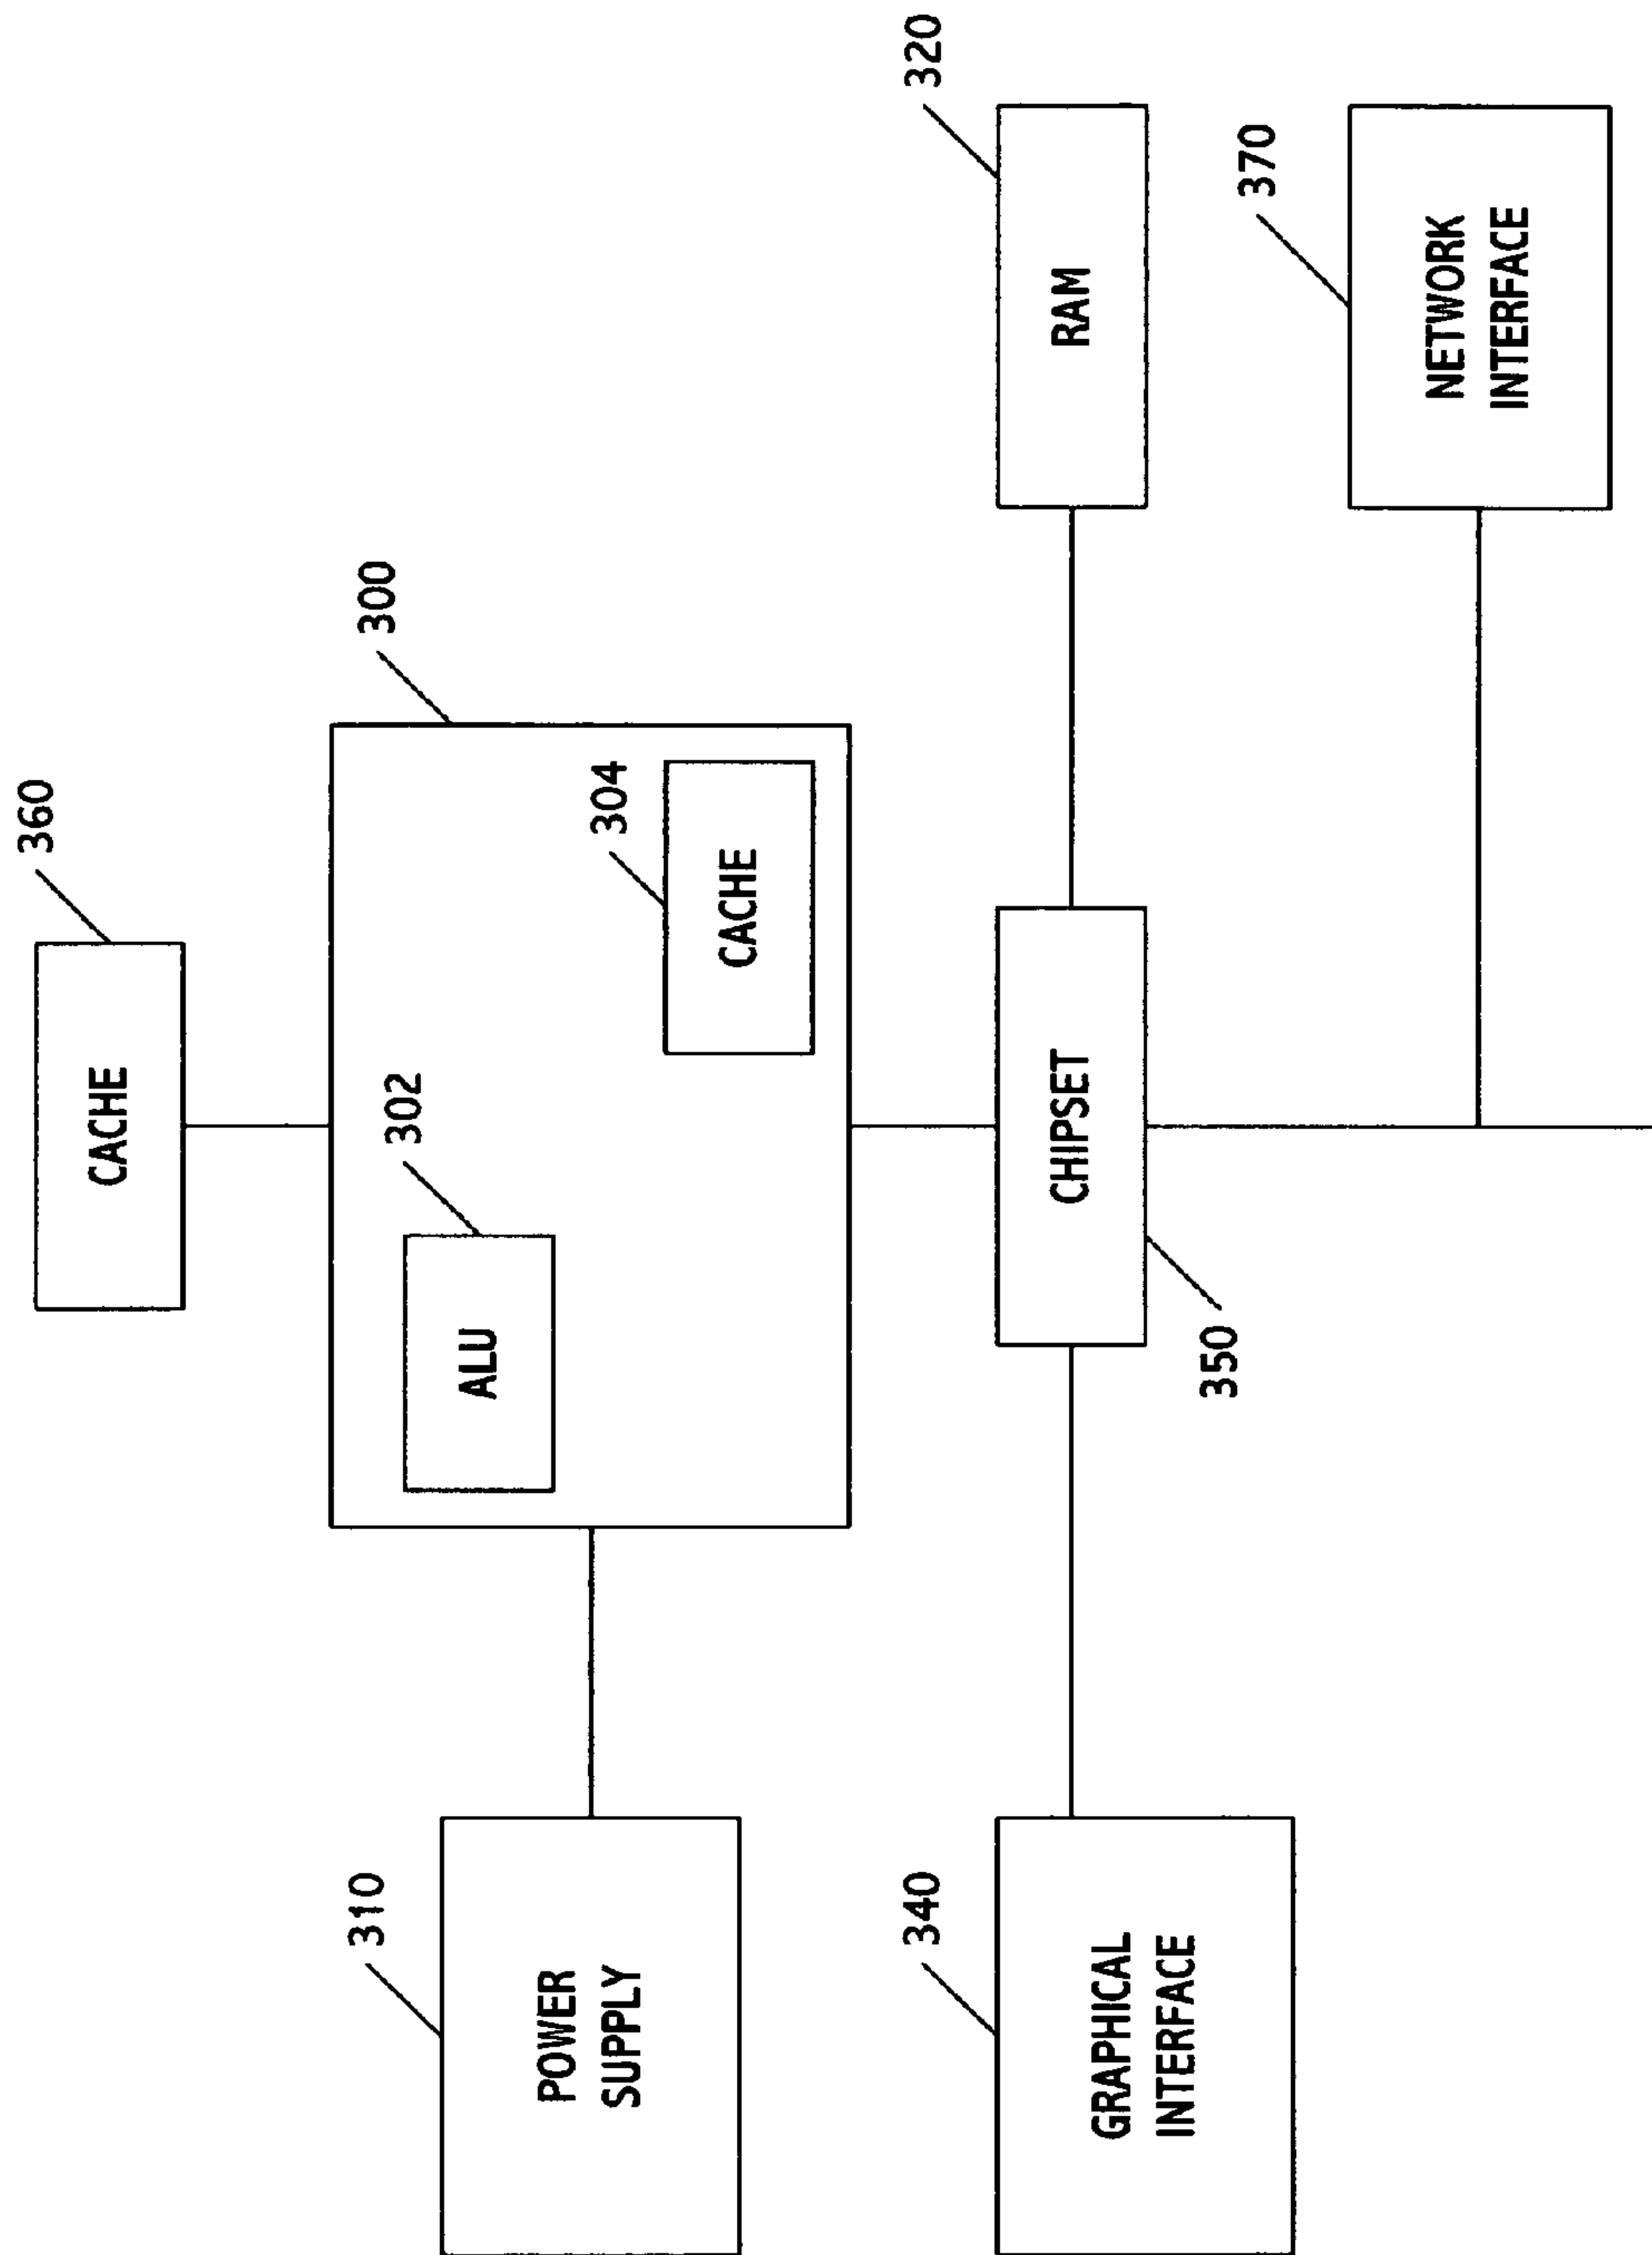 360
CACHE
300
302
ALU
304
CACHE
310
POWER
SUPPLY
320
RAM
CHIPSET
350
340
GRAPHICAL
INTERFACE
370
NETWORK
INTERFACE